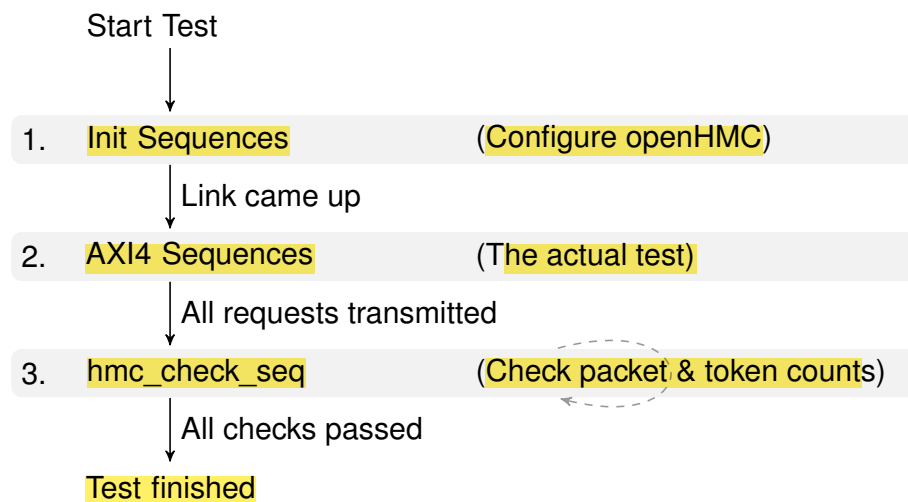 Start Test
1. Init Sequences (Configure openHMC)
Link came up
2. AXI4 Sequences (The actual test)
All requests transmitted
3. hmc_check_seq (Check packet & token counts)
All checks passed
Test finished